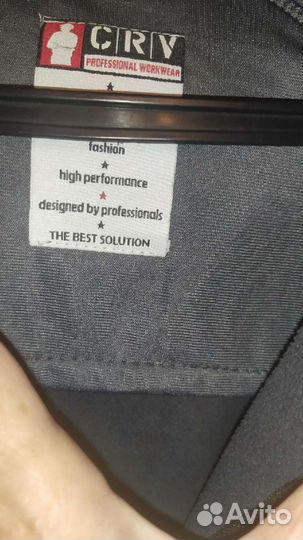 CRV
PROFESSIONAL WORKWEAR
fashion
high performance
designed by professionals
THE BEST SOLUTION
Avito